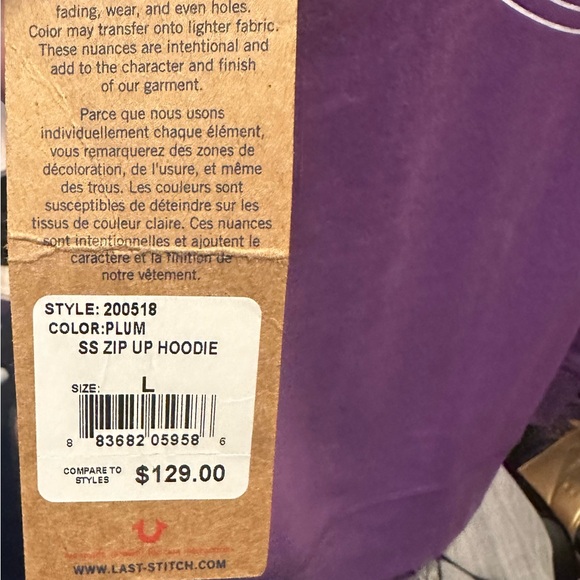 fading, wear, and even holes.
Color may transfer onto lighter fabric.
These nuances are intentional and
add to the character and finish
of our garment.
Parce que nous usons
individuellement chaque élément,
vous remarquerez des zones de
décoloration, de l'usure, et même
des trous. Les couleurs sont
susceptibles de déteindre sur les
tissus de couleur claire. Ces nuances
sont intentionnelles et ajoutent le
caractère et la finition de
notre vêtement.
STYLE: 200518
COLOR:PLUM
SS ZIP UP HOODIE
SIZE: L
8 83682 05958 6
COMPARE TO
STYLES $129.00
WWW.LAST-STITCH.COM